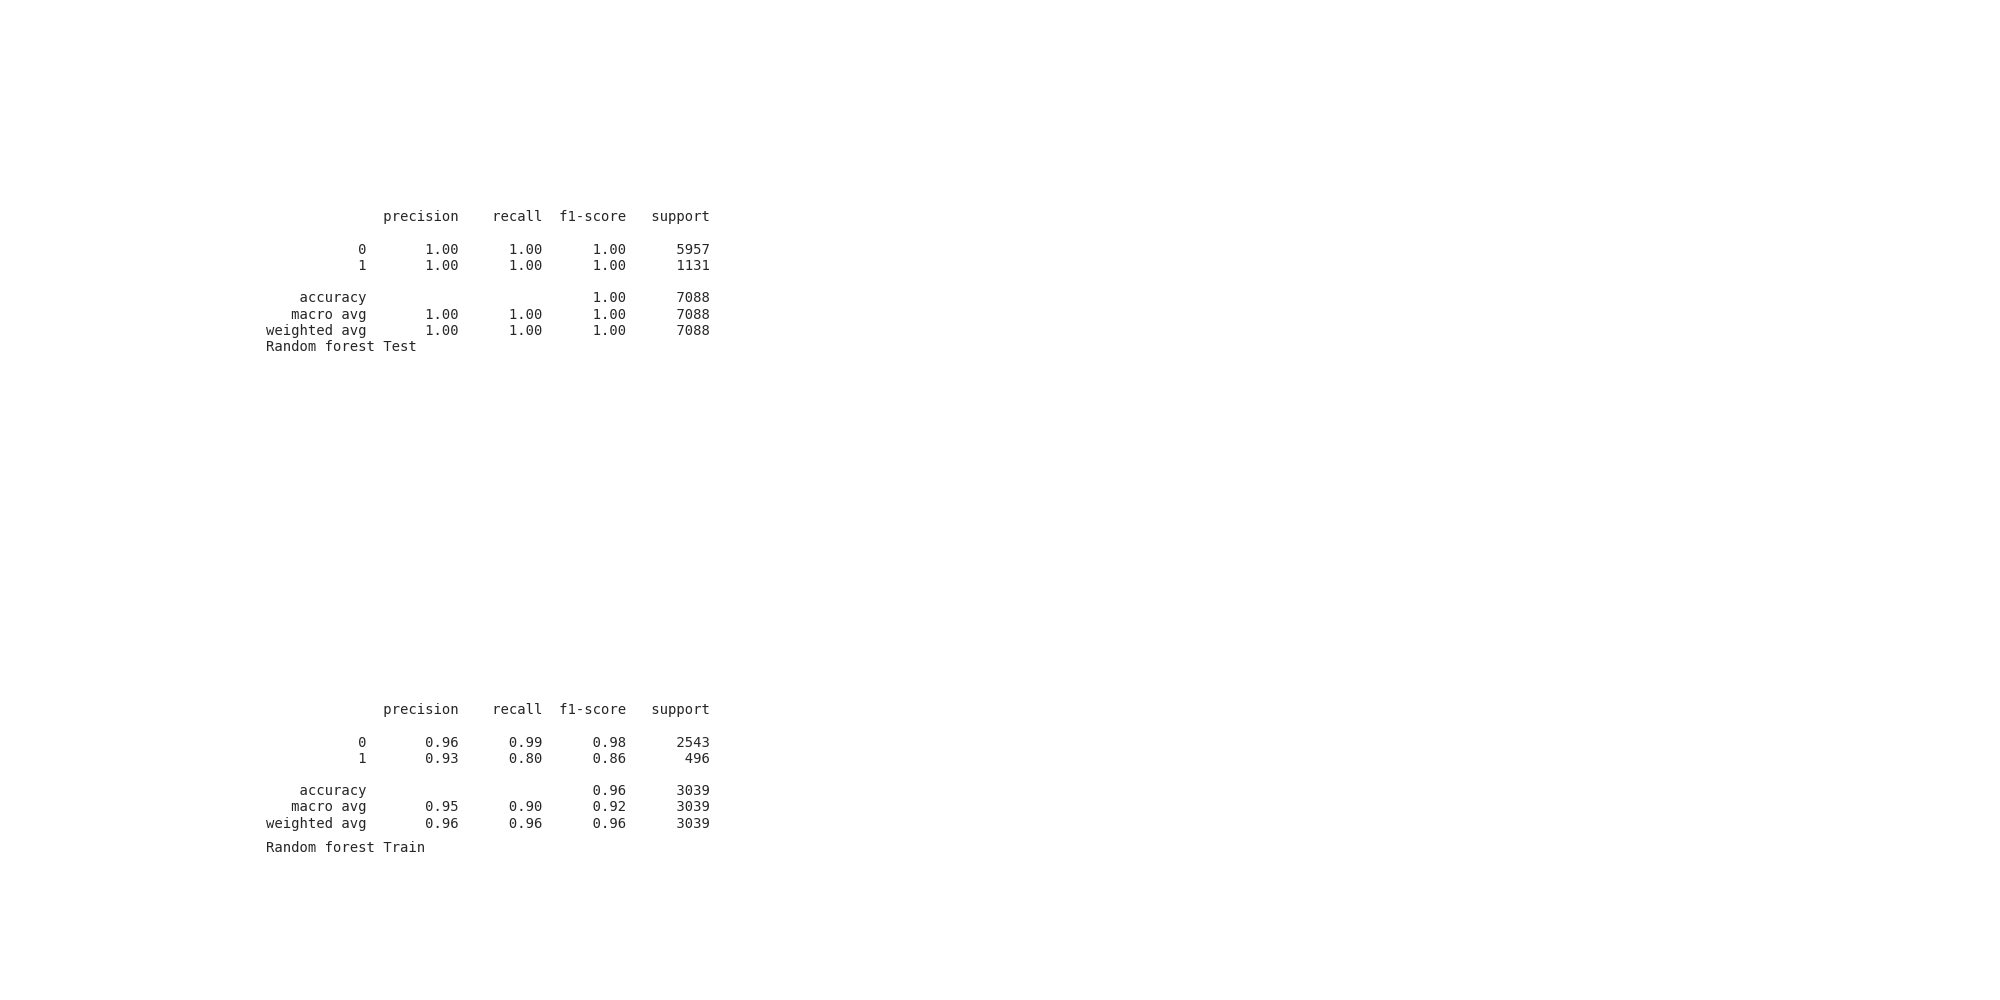 precision    recall  f1-score   support

           0       1.00      1.00      1.00      5957
           1       1.00      1.00      1.00      1131

    accuracy                           1.00      7088
   macro avg       1.00      1.00      1.00      7088
weighted avg       1.00      1.00      1.00      7088
Random forest Test
              precision    recall  f1-score   support

           0       0.96      0.99      0.98      2543
           1       0.93      0.80      0.86       496

    accuracy                           0.96      3039
   macro avg       0.95      0.90      0.92      3039
weighted avg       0.96      0.96      0.96      3039
Random forest Train